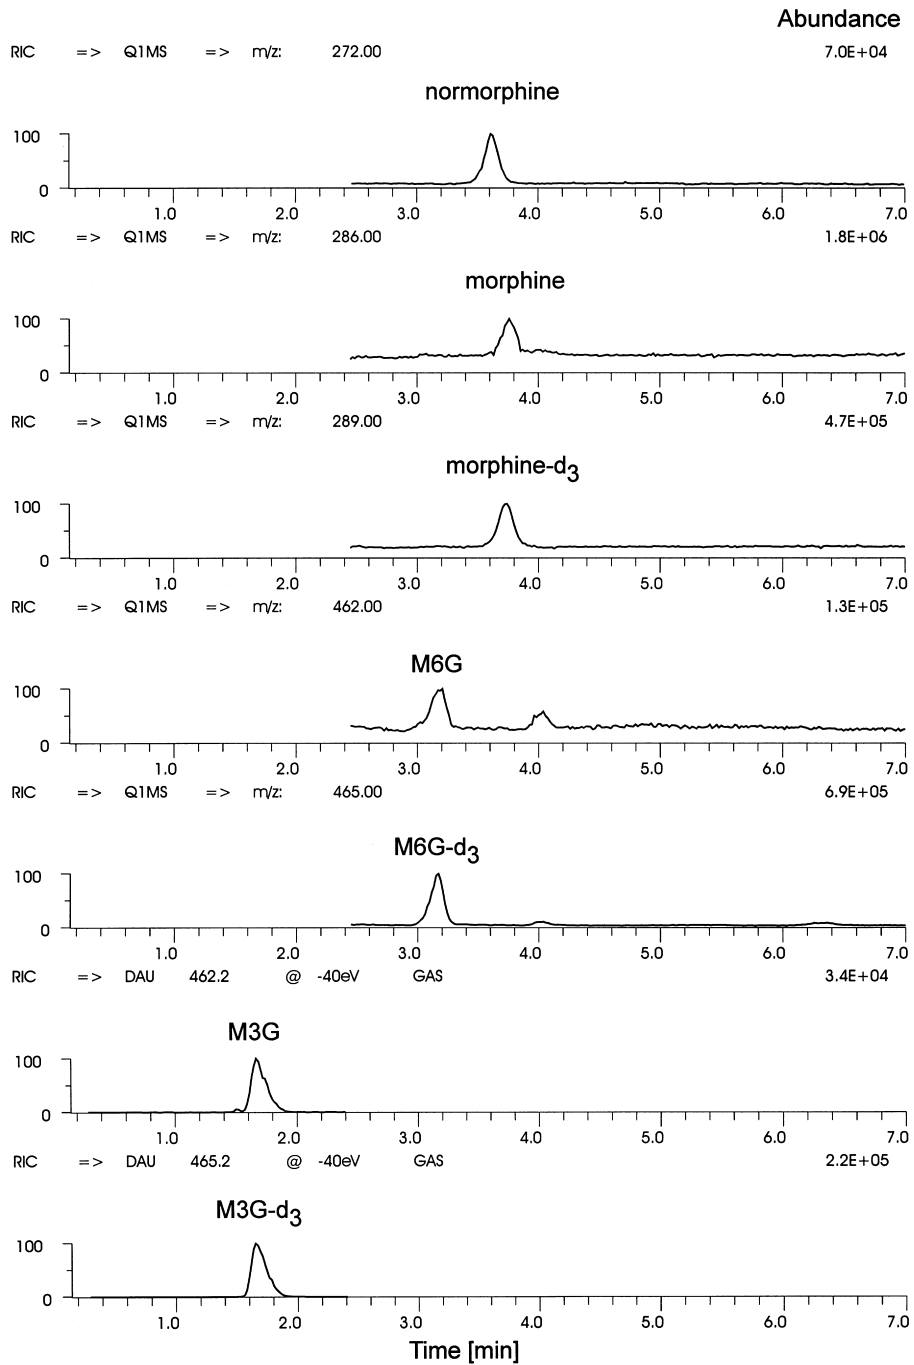 Abundance
RIC => Q1MS => m/z: 272.00 7.0E+04
normorphine
100
0
1.0 2.0 3.0 4.0 5.0 6.0 7.0
RIC => Q1MS => m/z: 286.00 1.8E+06
morphine
100
0
1.0 2.0 3.0 4.0 5.0 6.0 7.0
RIC => Q1MS => m/z: 289.00 4.7E+05
morphine-d3
100
0
1.0 2.0 3.0 4.0 5.0 6.0 7.0
RIC => Q1MS => m/z: 462.00 1.3E+05
M6G
100
0
1.0 2.0 3.0 4.0 5.0 6.0 7.0
RIC => Q1MS => m/z: 465.00 6.9E+05
M6G-d3
100
0
1.0 2.0 3.0 4.0 5.0 6.0 7.0
RIC => DAU 462.2 @ -40eV GAS 3.4E+04
M3G
100
0
1.0 2.0 3.0 4.0 5.0 6.0 7.0
RIC => DAU 465.2 @ -40eV GAS 2.2E+05
M3G-d3
100
0
1.0 2.0 3.0 4.0 5.0 6.0 7.0
Time [min]